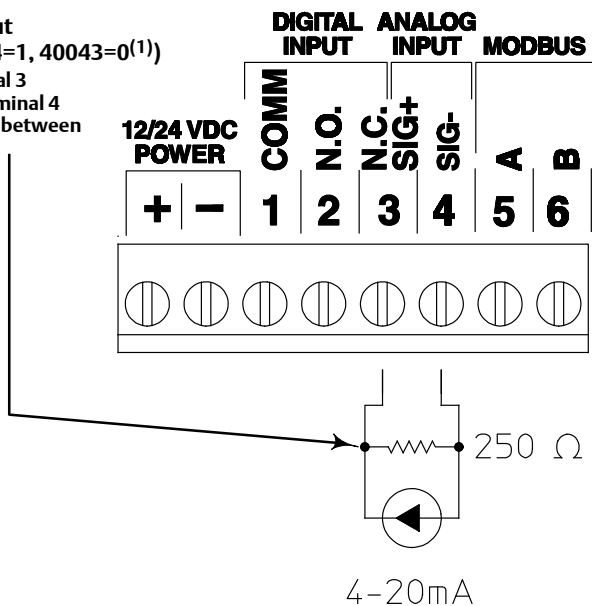 ut
4=1, 40043=0(1))
al 3
minal 4
between
DIGITAL INPUT
ANALOG INPUT
MODBUS
12/24 VDC POWER
COMM
N.O.
N.C.
SIG+
SIG-
A
B
+ - 1 2 3 4 5 6
250 Ω
4-20mA